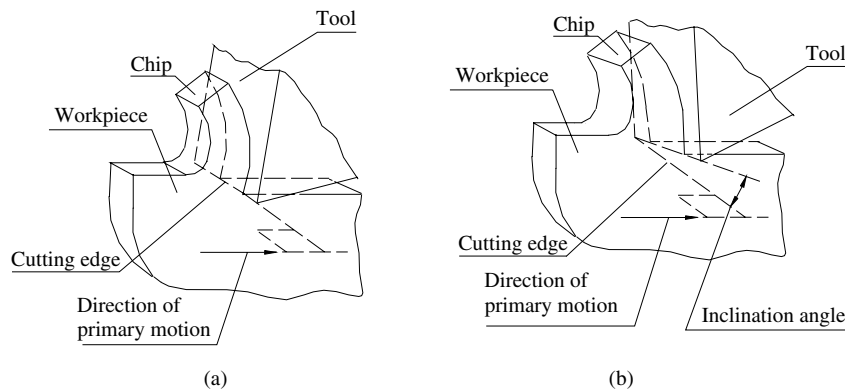 Tool
Chip
Workpiece
Cutting edge
Direction of
primary motion
(a)
Chip
Tool
Workpiece
Cutting edge
Direction of
primary motion
Inclination angle
(b)